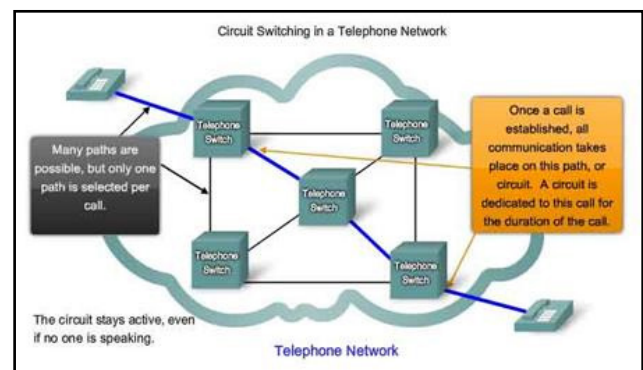 Circuit Switching in a Telephone Network
Telephone
Switch
Telephone
Switch
Many paths are
possible, but only one
path is selected per
call.
Once a call is
established, all
communication takes
place on this path, or
circuit. A circuit is
dedicated to this call for
the duration of the call.
Telephone
Switch
Telephone
Switch
Telephone
Switch
The circuit stays active, even
if no one is speaking.
Telephone Network